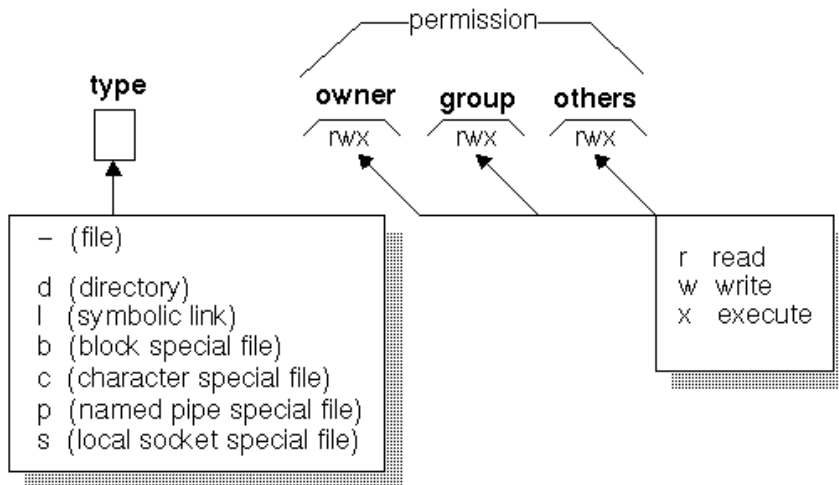 permission
type
owner group others
rwx rwx rwx
– (file)
d (directory)
l (symbolic link)
b (block special file)
c (character special file)
p (named pipe special file)
s (local socket special file)
r read
w write
x execute